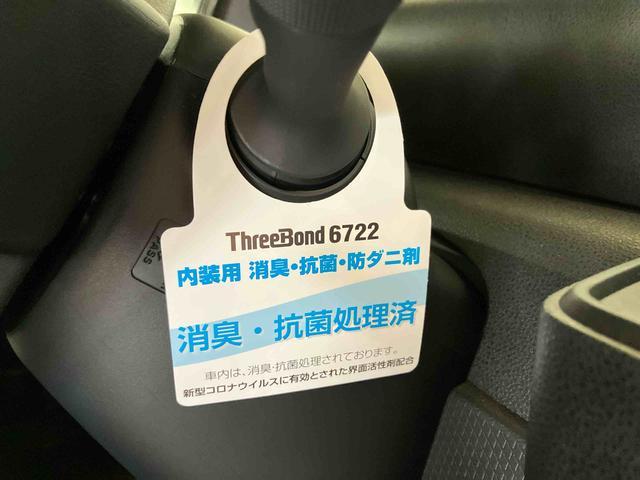 ThreeBond 6722
内装用 消臭・抗菌・防ダニ剤
消臭・抗菌処理済
車内は、消臭・抗菌処理されております。
新型コロナウイルスに有効とされた界面活性剤配合